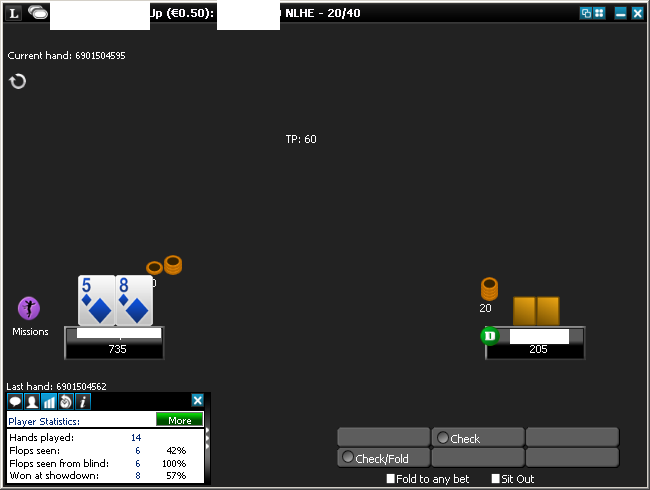 L Up (€0.50): NLHE - 20/40
Current hand: 6901504595
TP: 60
5 8
20
Missions
D
735
205
Last hand: 6901504562
i
Player Statistics: More
Hands played: 14
Flops seen: 6 42%
Flops seen from blind: 6 100%
Won at showdown: 8 57%
Check
Check/Fold
Fold to any bet Sit Out